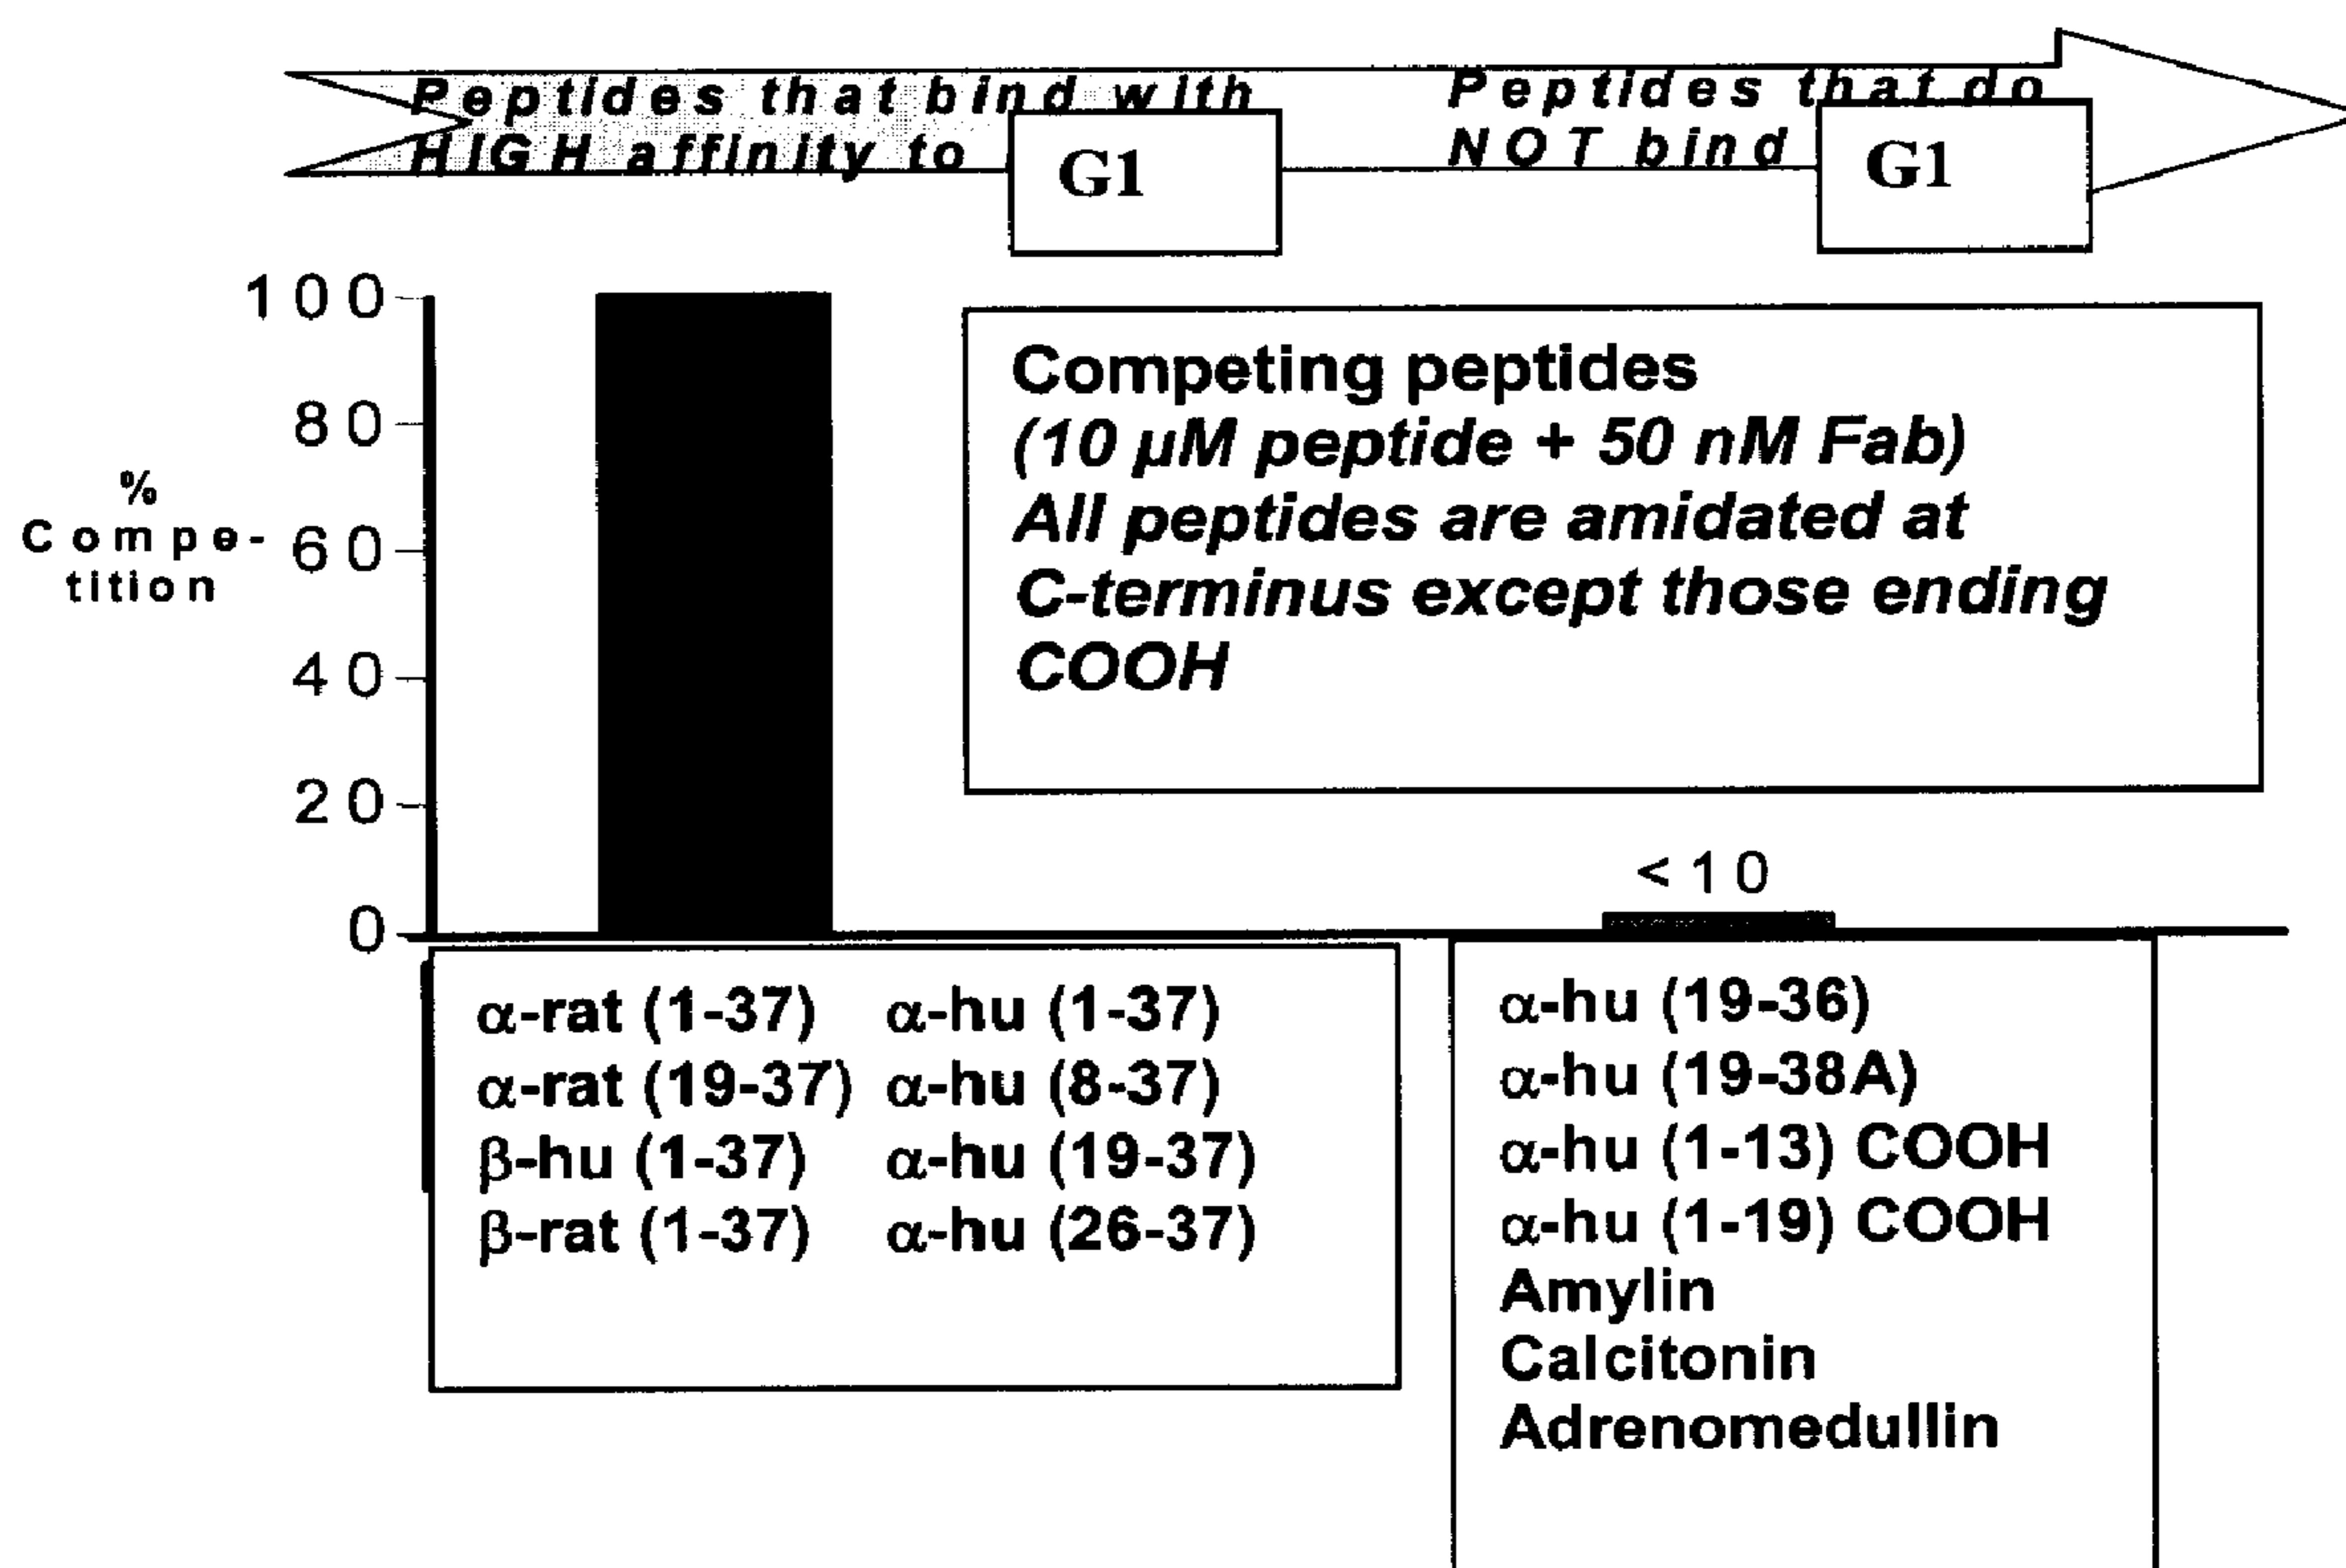 Peptides that bind with
HIGH affinity to
G1
Peptides that do
NOT bind
G1
100
80
60
40
20
0
%
Compe-
tition
Competing peptides
(10 µM peptide + 50 nM Fab)
All peptides are amidated at
C-terminus except those ending
COOH
<10
α-rat (1-37) α-hu (1-37)
α-rat (19-37) α-hu (8-37)
β-hu (1-37) α-hu (19-37)
β-rat (1-37) α-hu (26-37)
α-hu (19-36)
α-hu (19-38A)
α-hu (1-13) COOH
α-hu (1-19) COOH
Amylin
Calcitonin
Adrenomedullin